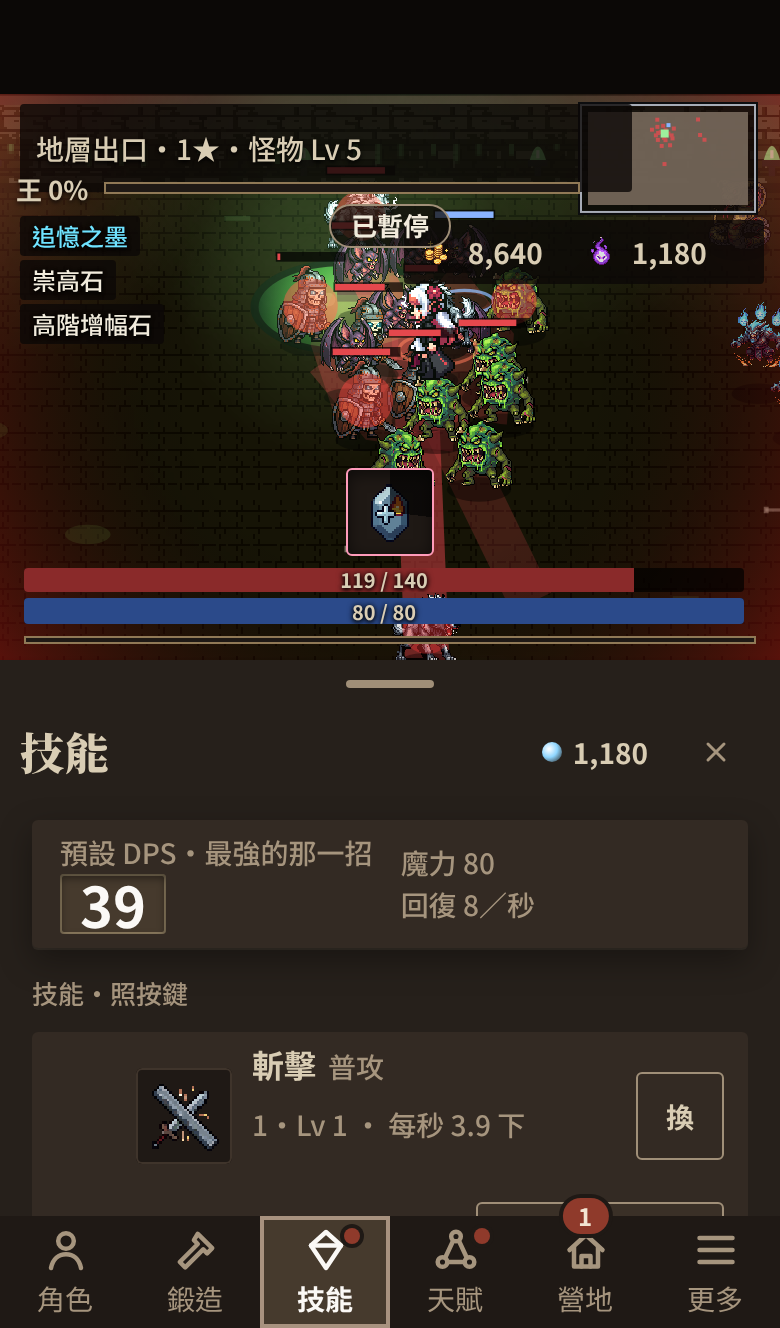 地層出口・1★・怪物 Lv 5
王 0%
已暫停
追憶之墨
8,640 1,180
崇高石
高階增幅石
119 / 140
80 / 80
技能
1,180 ×
預設 DPS・最強的那一招
39
魔力 80
回復 8／秒
技能・照按鍵
斬擊 普攻
1・Lv 1 ・ 每秒 3.9 下
換
1
角色 鍛造 技能 天賦 營地 更多